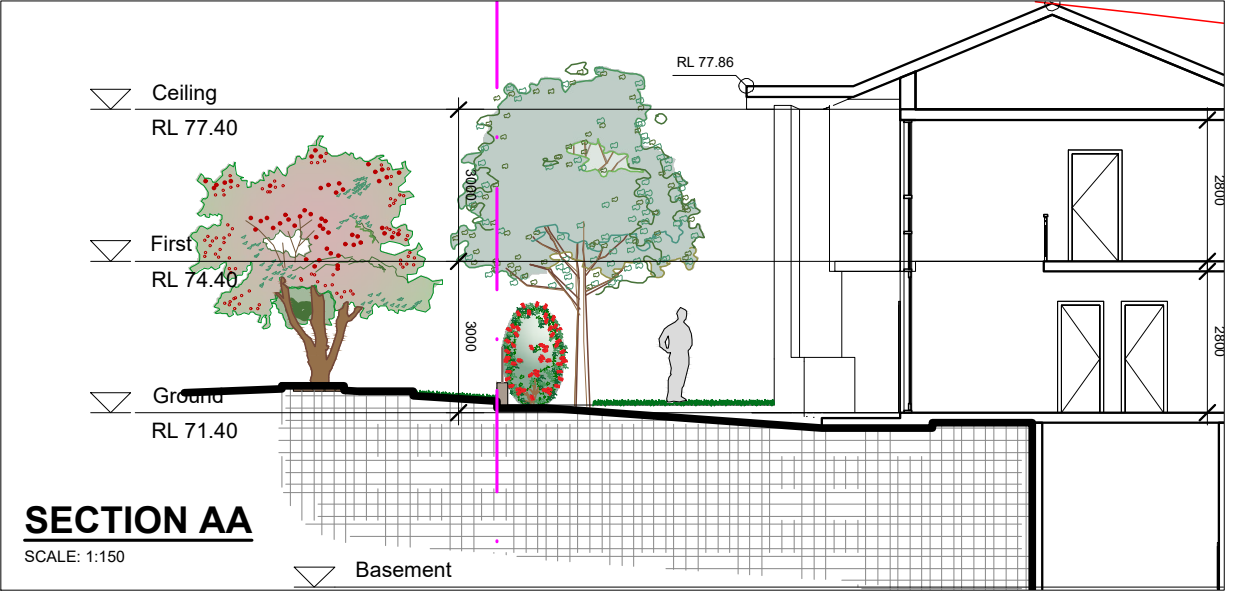 RL 77.86
Ceiling
RL 77.40
3000
2800
First
RL 74.40
3000
2800
Ground
RL 71.40
SECTION AA
SCALE: 1:150
Basement